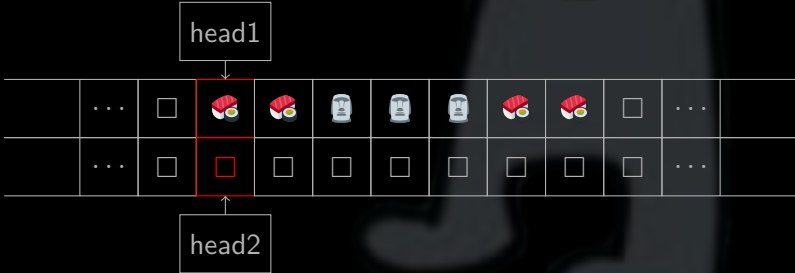 head1
··· □ 🍣 🍣 🗿 🗿 🗿 🍣 🍣 □ ···
··· □ □ □ □ □ □ □ □ □ ···
head2